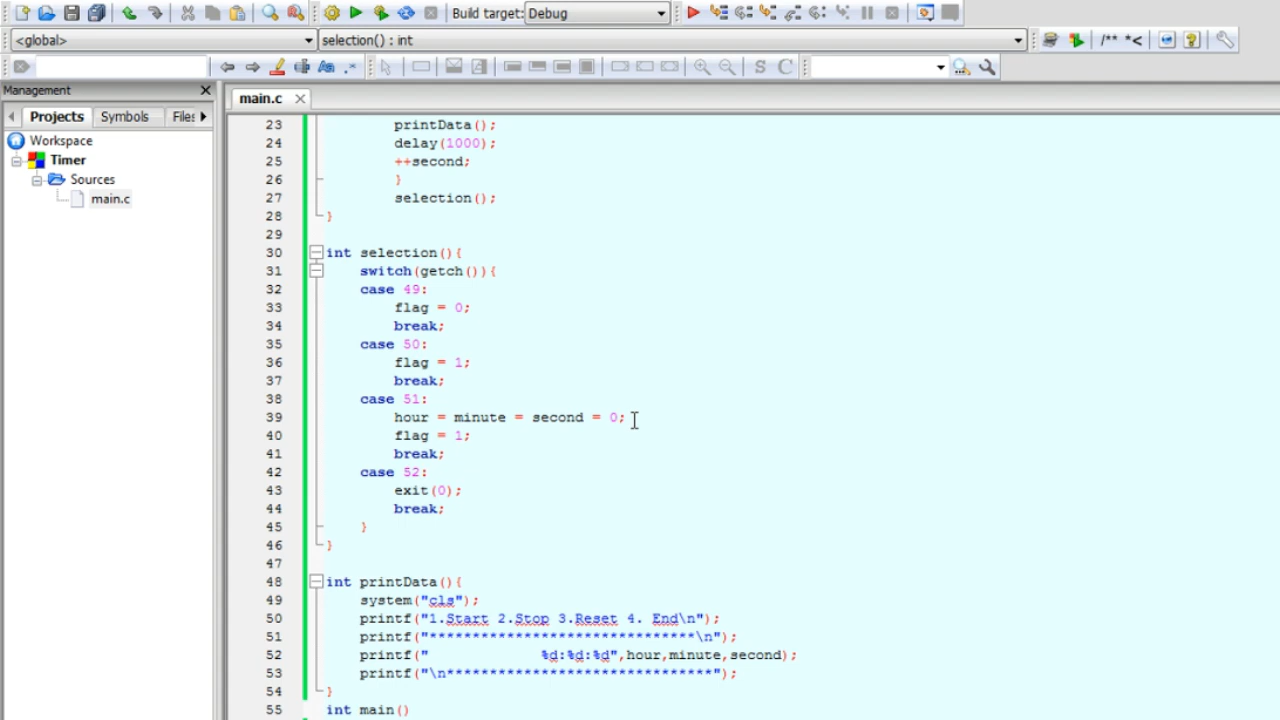 Build target: Debug
<global> selection() : int
/** *<
Management
main.c
Projects Symbols Files
Workspace
Timer
Sources
main.c
23 printData();
24 delay(1000);
25 ++second;
26 }
27 selection();
28 }
29
30 int selection(){
31 switch(getch()){
32 case 49:
33 flag = 0;
34 break;
35 case 50:
36 flag = 1;
37 break;
38 case 51:
39 hour = minute = second = 0;
40 flag = 1;
41 break;
42 case 52:
43 exit(0);
44 break;
45 }
46 }
47
48 int printData(){
49 system("cls");
50 printf("1.Start 2.Stop 3.Reset 4. End\n");
51 printf("*******************************\n");
52 printf("             %d:%d:%d",hour,minute,second);
53 printf("\n*******************************");
54 }
55 int main()